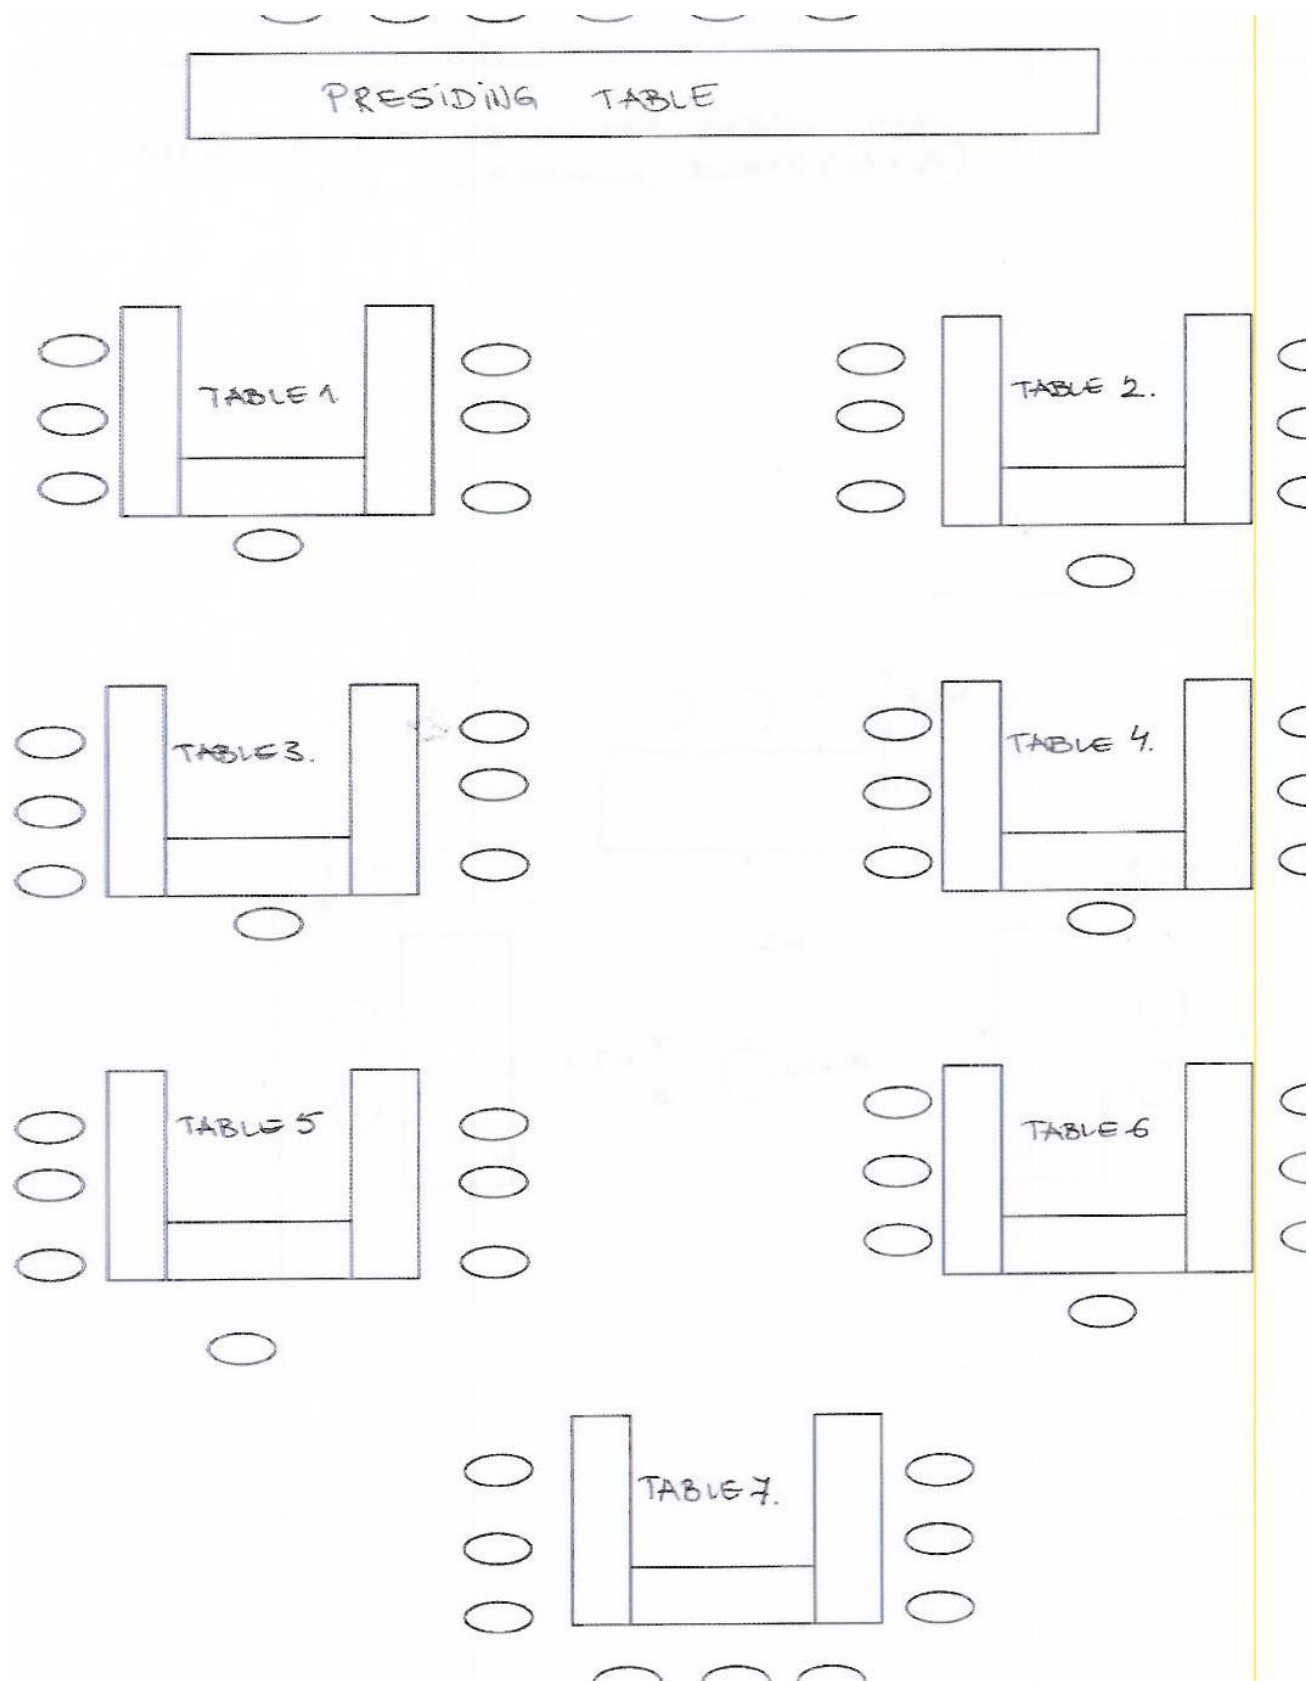 PRESIDING TABLE
TABLE 1
TABLE 2.
TABLE 3.
TABLE 4.
TABLE 5
TABLE 6
TABLE 7.